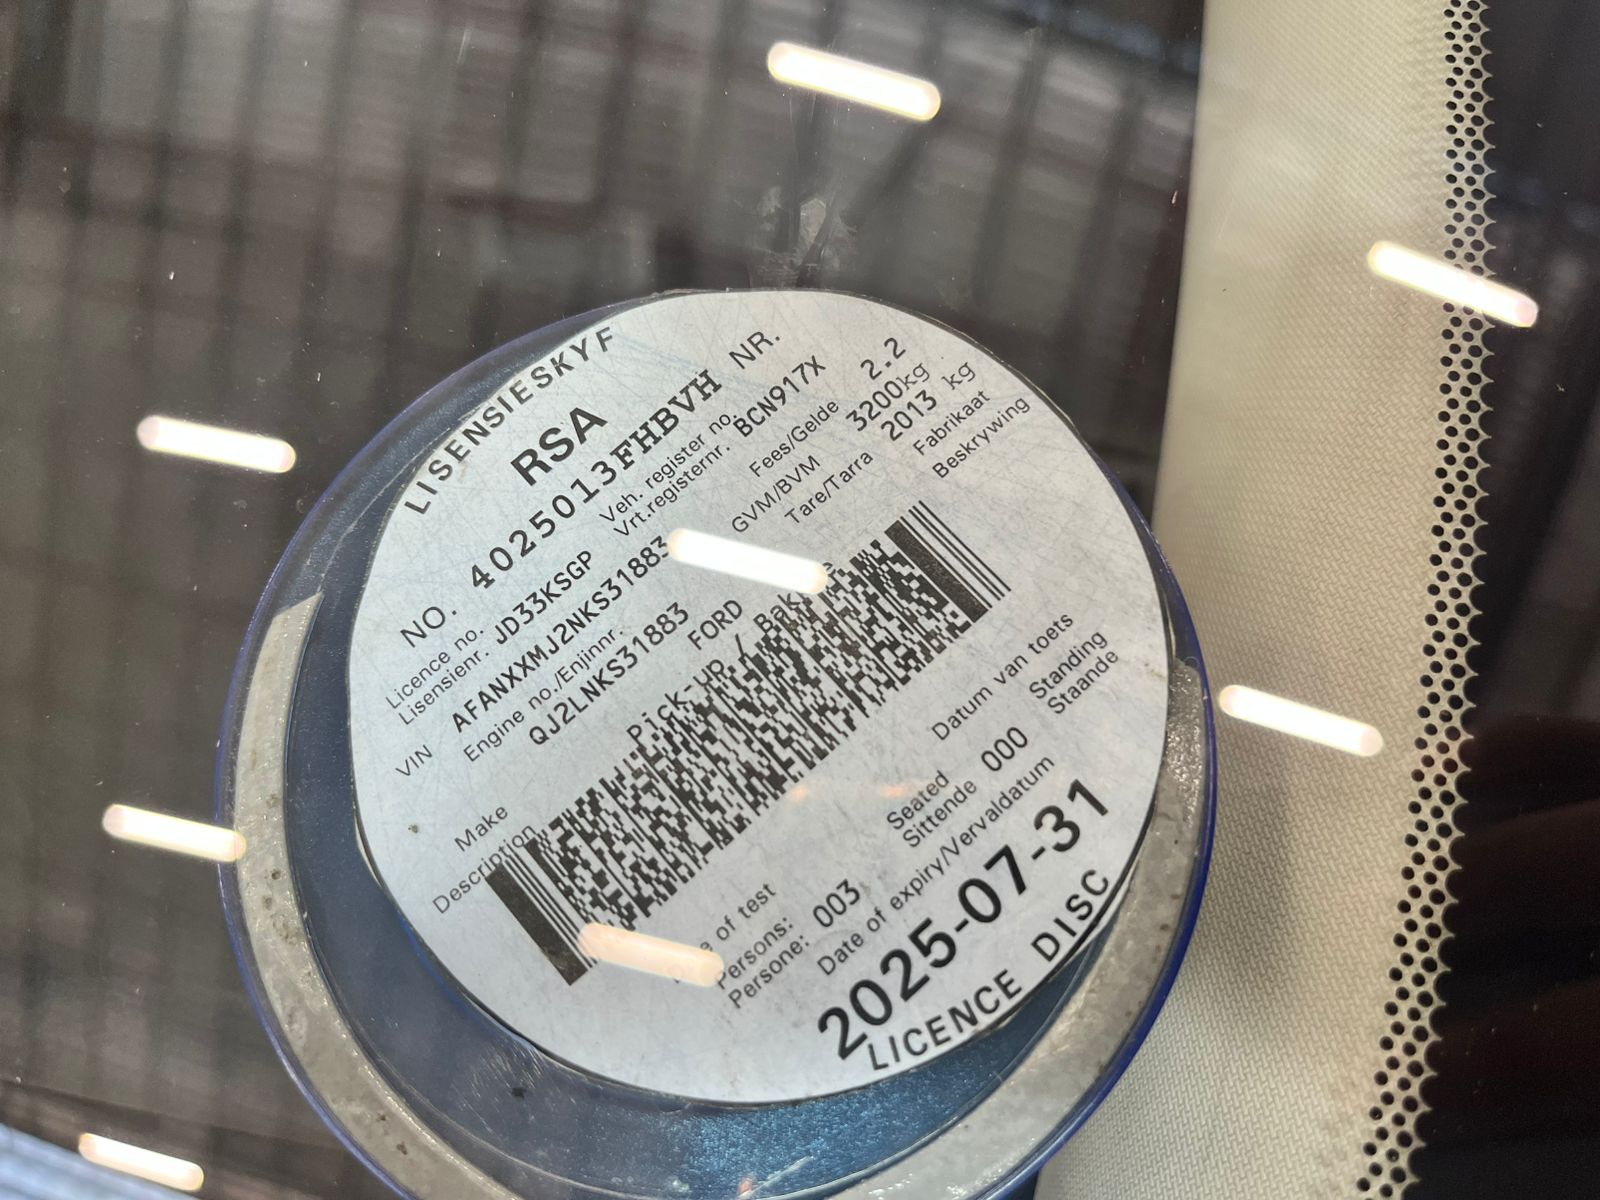 LISENSIESKYF
RSA
NO. 4025013FHBVH NR.
Licence no. Veh. register no.
Lisensienr. JD33KSGP Vrt.registernr. BCN917X
VIN AFANXXMJ2NKS31883 Fees/Gelde 2.2
Engine no./Enjinnr. GVM/BVM 3200kg
QJ2LNKS31883 Tare/Tarra 2013 kg
Make FORD Fabrikaat
Description Pick-up / Beskrywing
of test Datum van toets
Persons: Seated Standing
Persone: 003 Sittende 000 Staande
Date of expiry/Vervaldatum
2025-07-31
LICENCE DISC